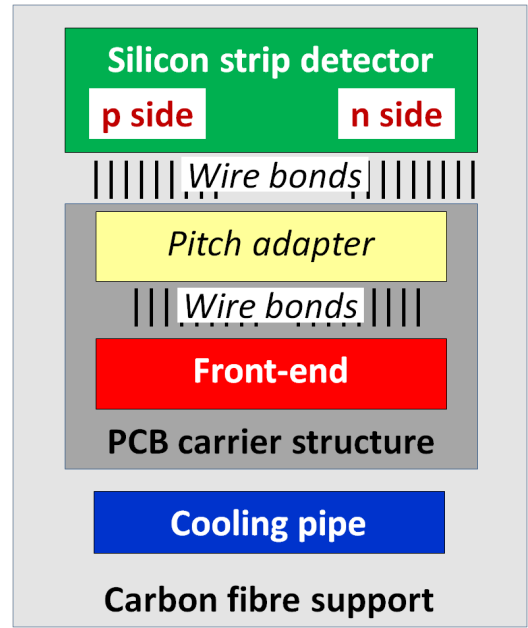 Silicon strip detector
p side n side
Wire bonds
Pitch adapter
Wire bonds
Front-end
PCB carrier structure
Cooling pipe
Carbon fibre support